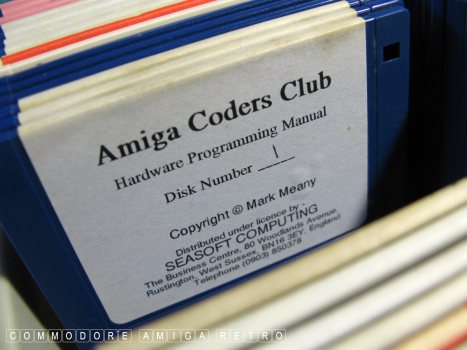 Amiga Coders Club
Hardware Programming Manual
Disk Number 1
Copyright © Mark Meany
Distributed under licence by -
SEASOFT COMPUTING
The Business Centre, 80 Woodlands Avenue,
Rustington, West Sussex, BN16 3EY, England
Telephone (0903) 850378
COMMODORE AMIGA RETRO